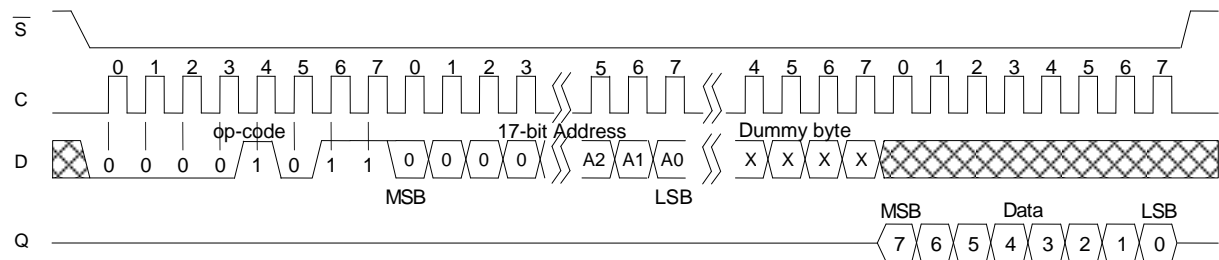 S
0 1 2 3 4 5 6 7 0 1 2 3 5 6 7 4 5 6 7 0 1 2 3 4 5 6 7
C
op-code 17-bit Address Dummy byte
D 0 0 0 0 1 0 1 1 0 0 0 0 A2 A1 A0 X X X X
MSB LSB
MSB Data LSB
Q 7 6 5 4 3 2 1 0